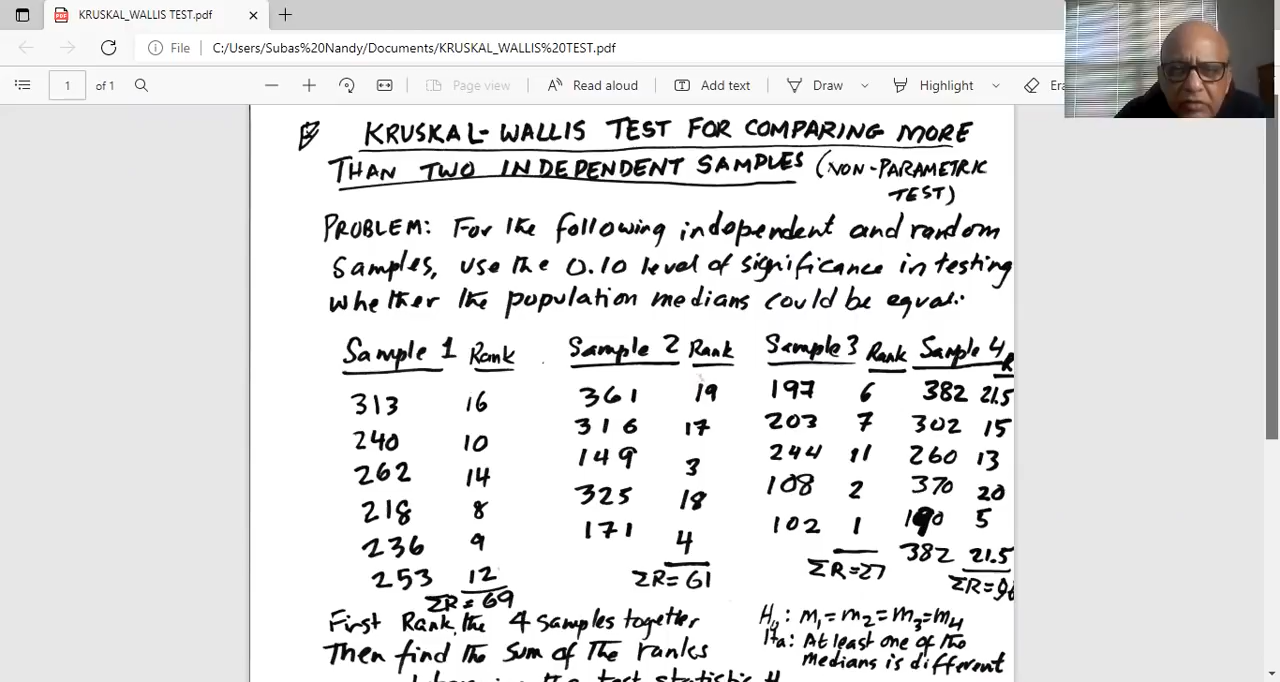 KRUSKAL_WALLIS TEST.pdf
File C:/Users/Subas%20Nandy/Documents/KRUSKAL_WALLIS%20TEST.pdf
1 of 1 Page view Read aloud Add text Draw Highlight
KRUSKAL-WALLIS TEST FOR COMPARING MORE
THAN TWO INDEPENDENT SAMPLES (NON-PARAMETRIC
TEST)
PROBLEM: For the following independent and random
samples, use the 0.10 level of significance in testing
whether the population medians could be equal.
Sample 1 Rank Sample 2 Rank Sample 3 Rank Sample 4 R
313 16 361 19 197 6 382 21.5
240 10 316 17 203 7 302 15
262 14 149 3 244 11 260 13
218 8 325 18 108 2 370 20
236 9 171 4 102 1 190 5
253 12 382 21.5
ΣR=69 ΣR=61 ΣR=27 ΣR=
First Rank the 4 samples together
Then find the sum of the ranks
H₀: m₁=m₂=m₃=m4
Ha: At least one of the
medians is different
the test statistic H